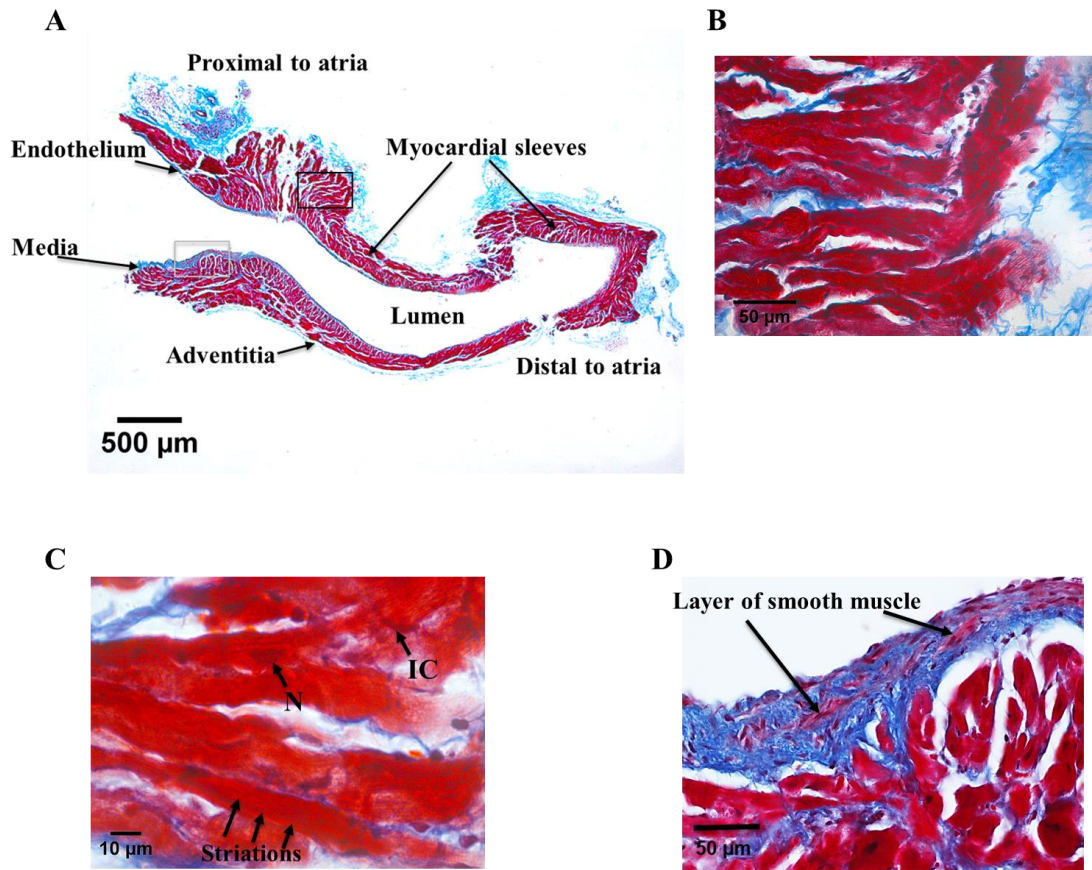 A
Proximal to atria
Endothelium
Myocardial sleeves
Media
Lumen
Adventitia
Distal to atria
500 µm
B
50 µm
C
IC
N
Striations
10 µm
D
Layer of smooth muscle
50 µm